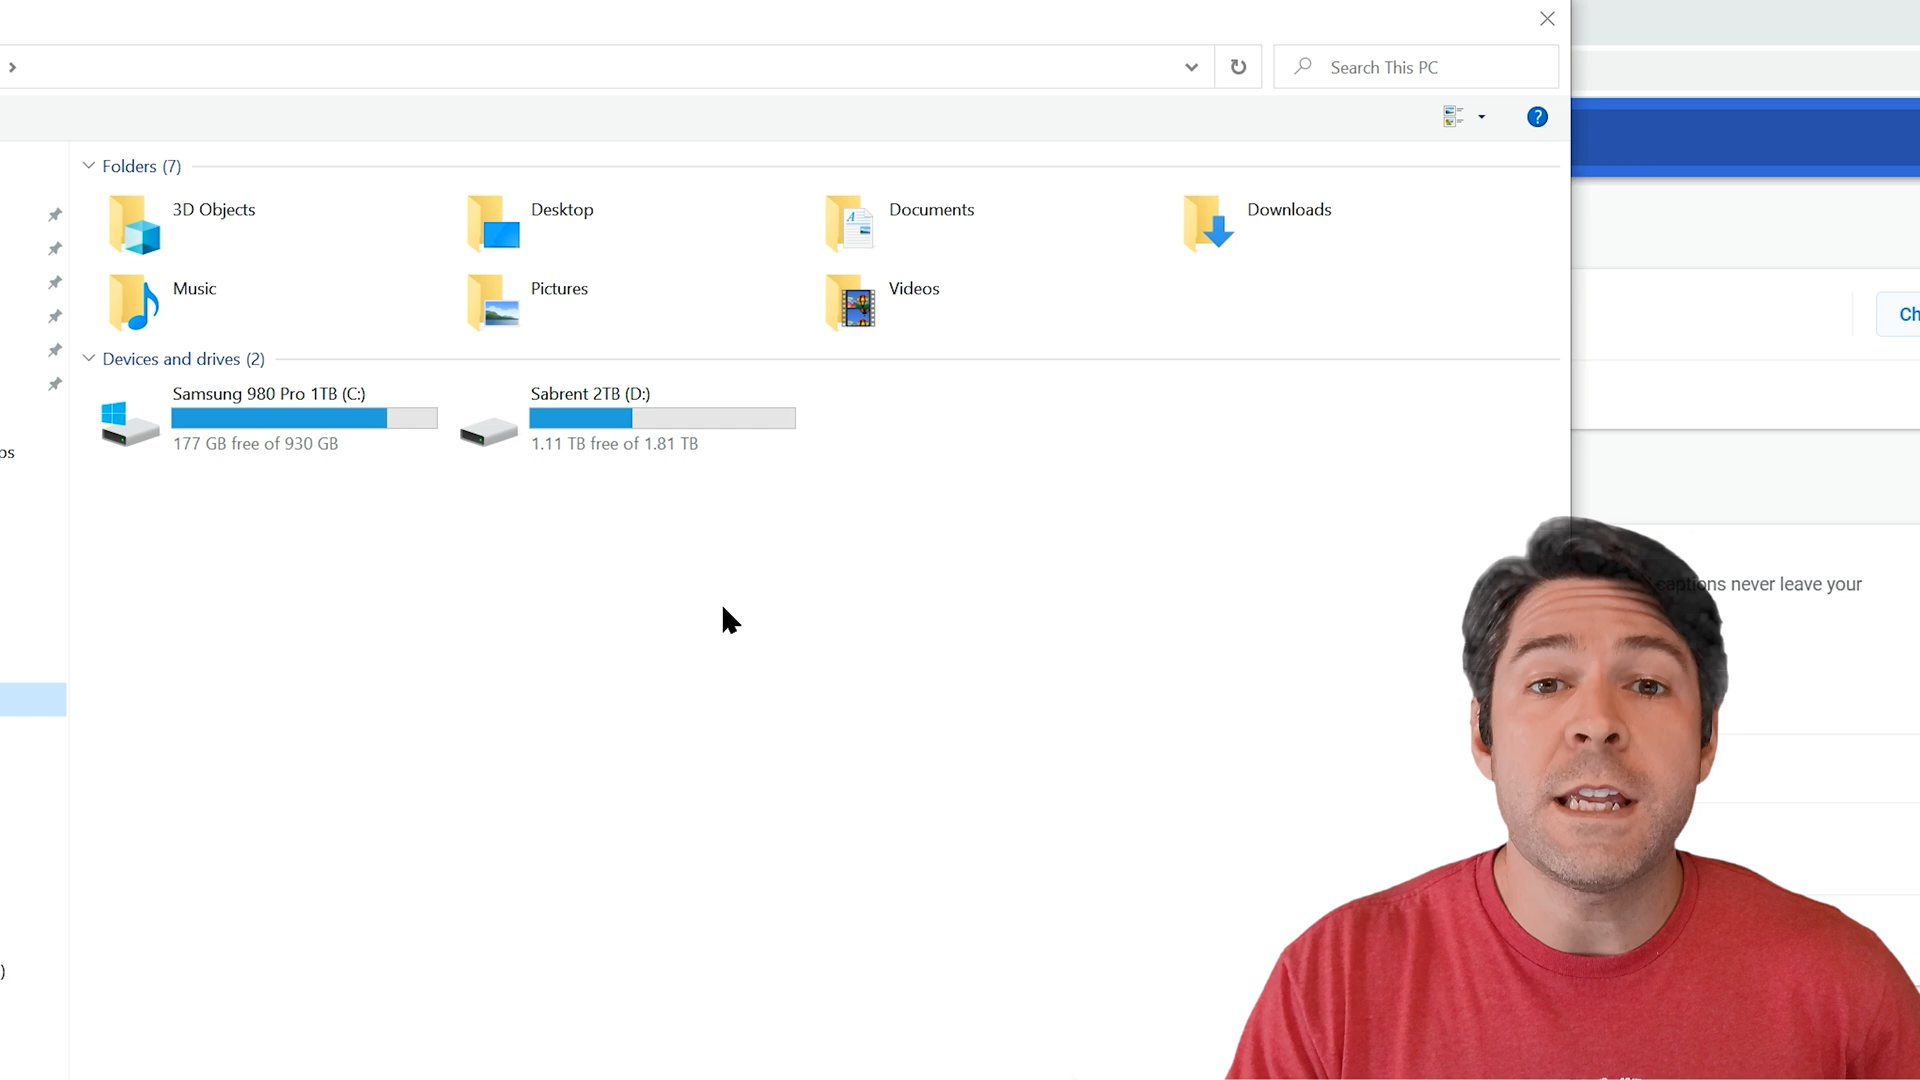 Search This PC
?
Folders (7)
3D Objects
Desktop
Documents
Downloads
Music
Pictures
Videos
Ch
Devices and drives (2)
Samsung 980 Pro 1TB (C:)
Sabrent 2TB (D:)
177 GB free of 930 GB
1.11 TB free of 1.81 TB
ps
captions never leave your
)